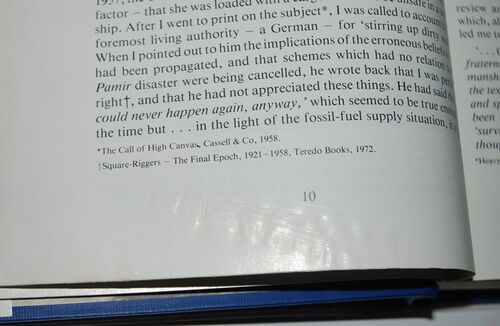 factor – that she was loaded with a
ship. After I went to print on the subject*, I was called to account
foremost living authority – a German – for 'stirring up dirty
When I pointed out to him the implications of the erroneous belief
had been propagated, and that schemes which had no relation
Pamir disaster were being cancelled, he wrote back that I was
right†, and that he had not appreciated these things. He had said
could never happen again, anyway,' which seemed to be true
the time but . . . in the light of the fossil-fuel supply situation,
*The Call of High Canvas, Cassell & Co, 1958.
†Square-Riggers – The Final Epoch, 1921–1958, Teredo Books, 1972.
10
review
which,
led me
fraterni
manshi
the tex
and s
been
'surv
thou
*Heavy